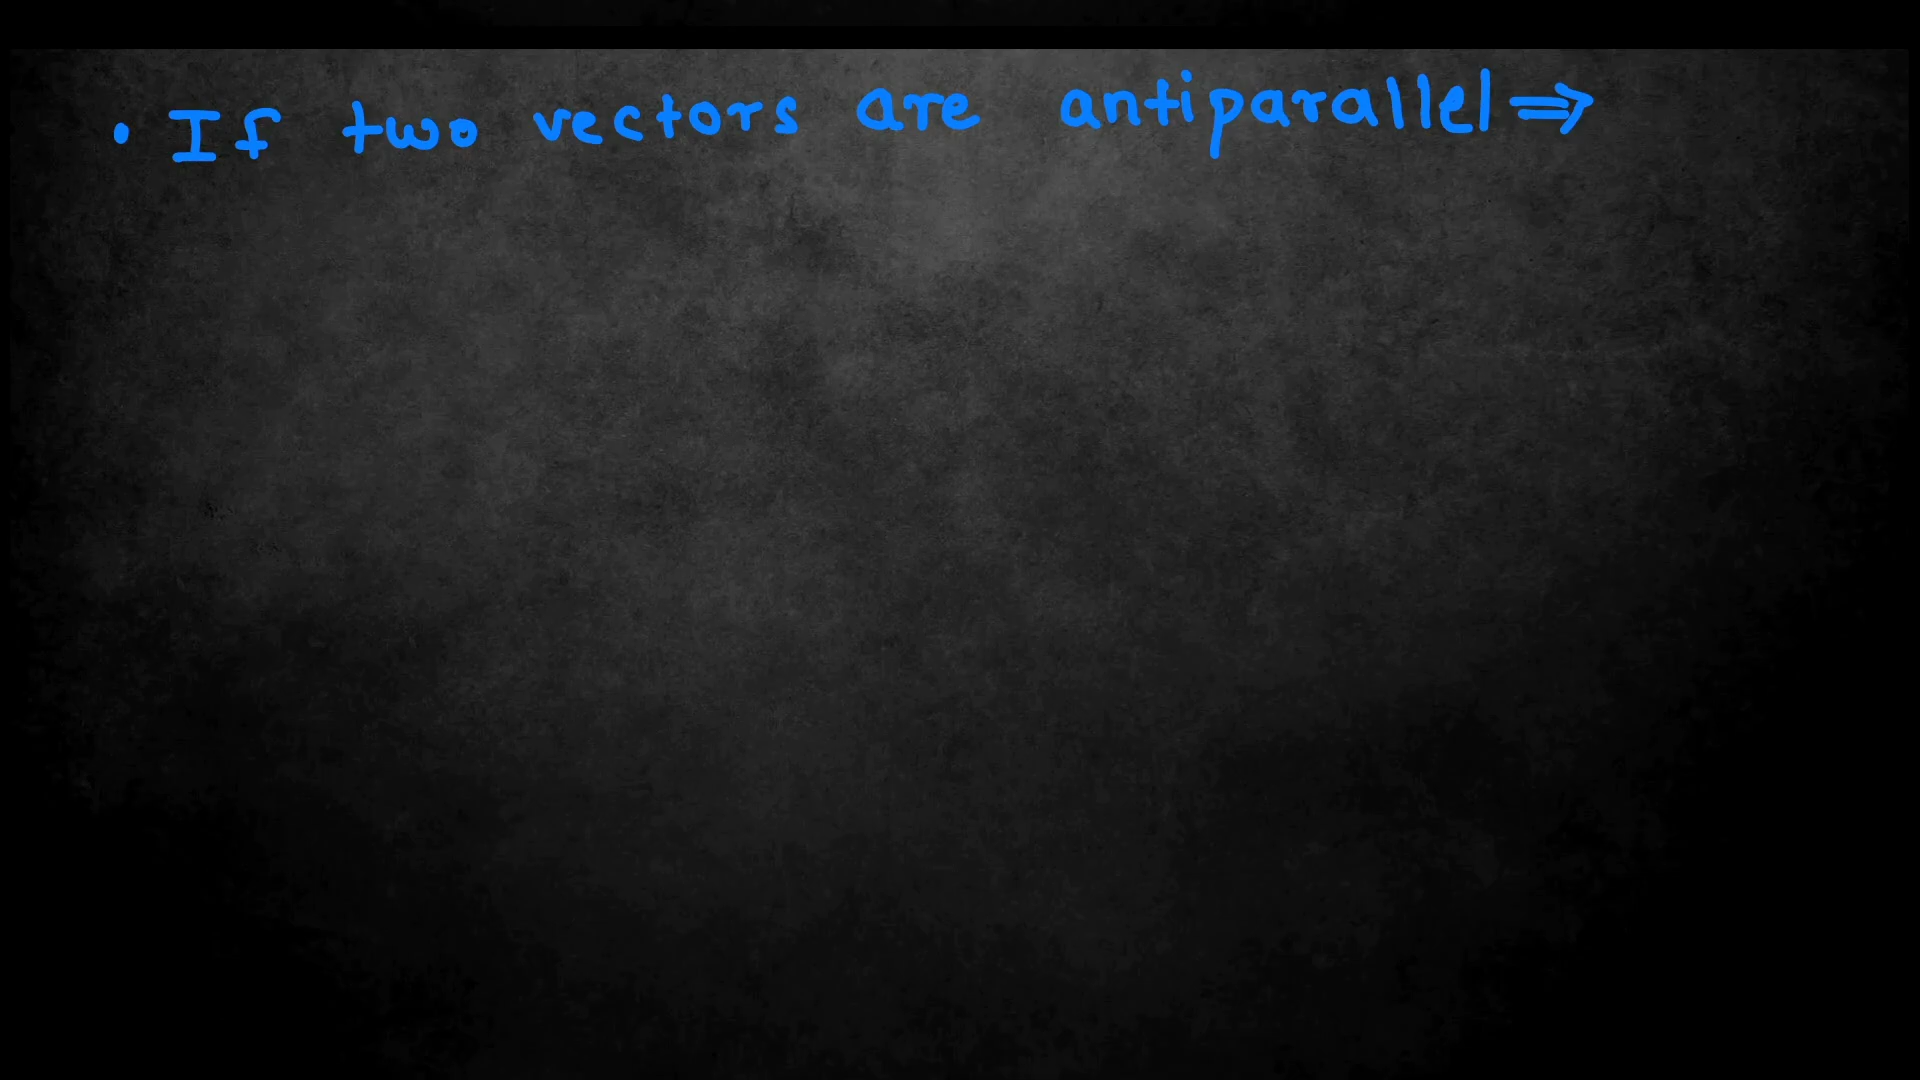 • If two vectors are antiparallel ⇒